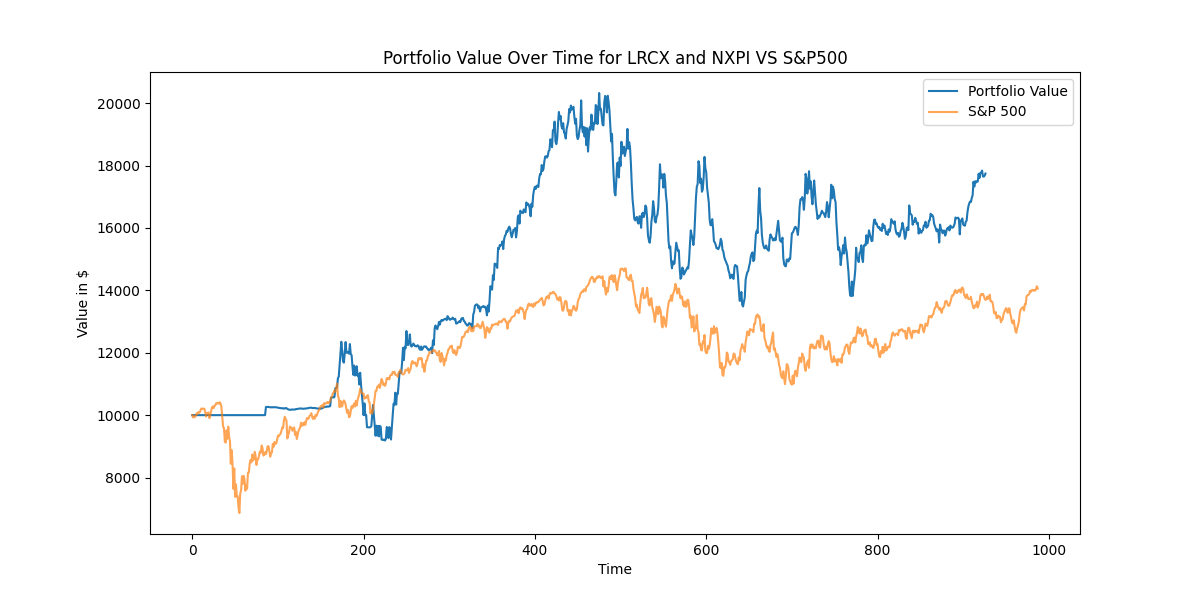 Portfolio Value Over Time for LRCX and NXPI VS S&P500
Portfolio Value
S&P 500
Value in $
20000
18000
16000
14000
12000
10000
8000
0
200
400
600
800
1000
Time